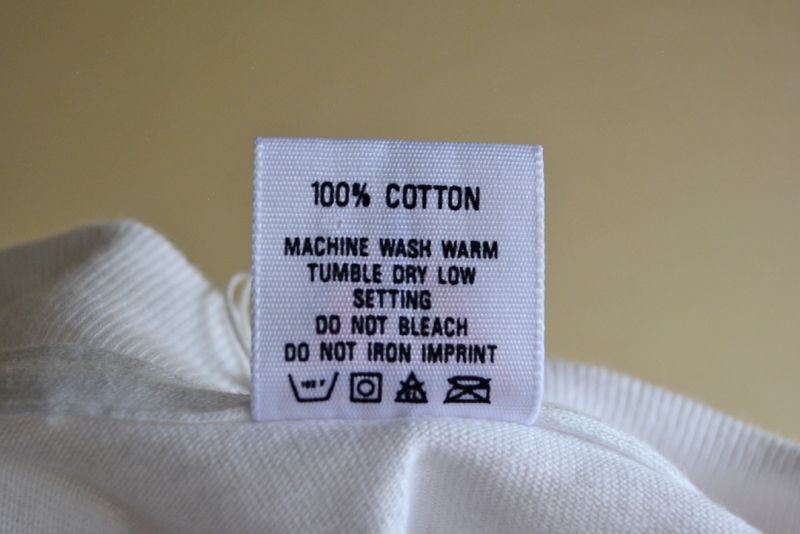 100% COTTON
MACHINE WASH WARM
TUMBLE DRY LOW
SETTING
DO NOT BLEACH
DO NOT IRON IMPRINT